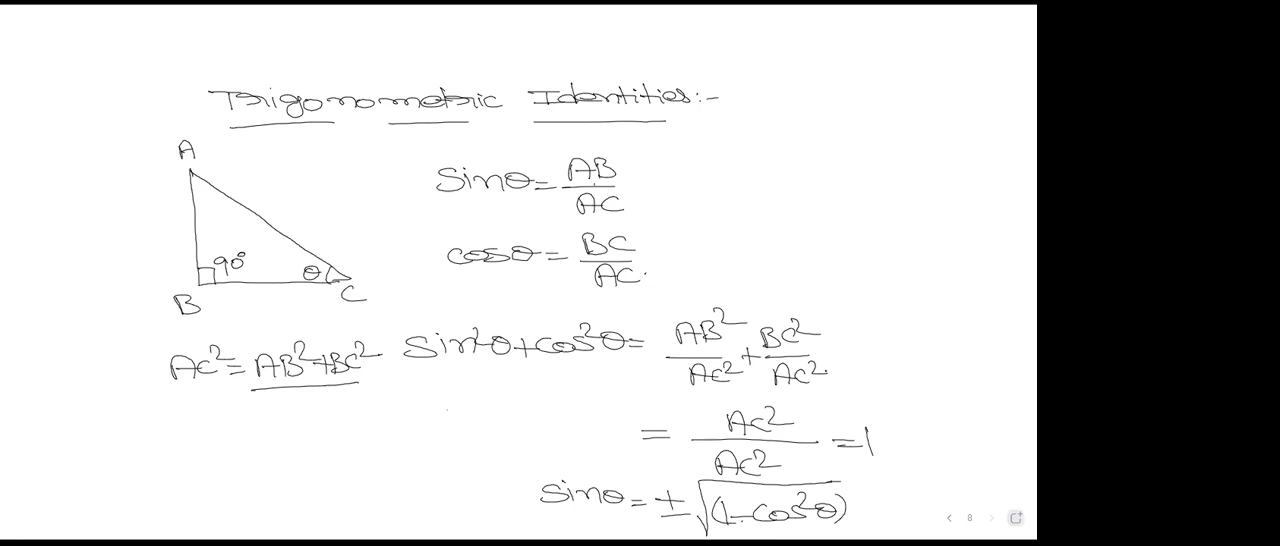 Trigonometric Identities:-
A
Sinθ = AB/AC
90°
θ
B
C
cosθ = BC/AC.
AC² = AB²+BC²
Sin²θ+cos²θ = AB²/AC² + BC²/AC²
= AC²/AC² = 1
Sinθ = ± √(1-cos²θ)
8